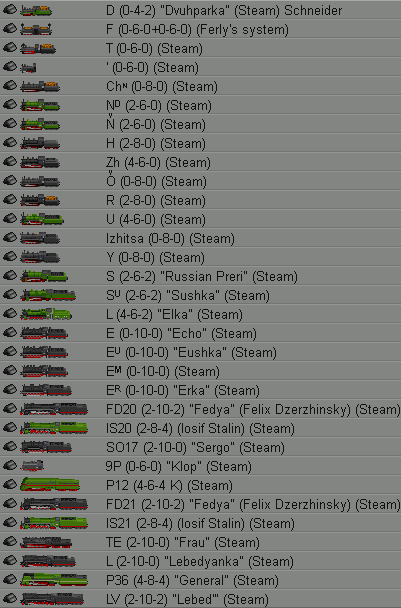 D (0-4-2) "Dvuhparka" (Steam) Schneider
F (0-6-0+0-6-0) (Ferly's system)
T (0-6-0) (Steam)
' (0-6-0) (Steam)
Chᴺ (0-8-0) (Steam)
Nᴰ (2-6-0) (Steam)
N̆ (2-6-0) (Steam)
H (2-8-0) (Steam)
Zh (4-6-0) (Steam)
Ŏ (0-8-0) (Steam)
R (2-8-0) (Steam)
U (4-6-0) (Steam)
Izhitsa (0-8-0) (Steam)
Y (0-8-0) (Steam)
S (2-6-2) "Russian Preri" (Steam)
Sᵁ (2-6-2) "Sushka" (Steam)
L (4-6-2) "Elka" (Steam)
E (0-10-0) "Echo" (Steam)
Eᵁ (0-10-0) "Eushka" (Steam)
Eᴹ (0-10-0) (Steam)
Eᴿ (0-10-0) "Erka" (Steam)
FD20 (2-10-2) "Fedya" (Felix Dzerzhinsky) (Steam)
IS20 (2-8-4) (Iosif Stalin) (Steam)
SO17 (2-10-0) "Sergo" (Steam)
9P (0-6-0) "Klop" (Steam)
P12 (4-6-4 K) (Steam)
FD21 (2-10-2) "Fedya" (Felix Dzerzhinsky) (Steam)
IS21 (2-8-4) (Iosif Stalin) (Steam)
TE (2-10-0) "Frau" (Steam)
L (2-10-0) "Lebedyanka" (Steam)
P36 (4-8-4) "General" (Steam)
LV (2-10-2) "Lebed'" (Steam)